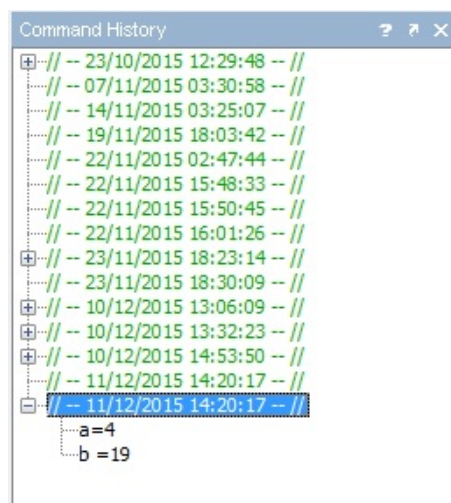 Command History ? ×
// -- 23/10/2015 12:29:48 -- //
// -- 07/11/2015 03:30:58 -- //
// -- 14/11/2015 03:25:07 -- //
// -- 19/11/2015 18:03:42 -- //
// -- 22/11/2015 02:47:44 -- //
// -- 22/11/2015 15:48:33 -- //
// -- 22/11/2015 15:50:45 -- //
// -- 22/11/2015 16:01:26 -- //
// -- 23/11/2015 18:23:14 -- //
// -- 23/11/2015 18:30:09 -- //
// -- 10/12/2015 13:06:09 -- //
// -- 10/12/2015 13:32:23 -- //
// -- 10/12/2015 14:53:50 -- //
// -- 11/12/2015 14:20:17 -- //
// -- 11/12/2015 14:20:17 -- //
a=4
b =19